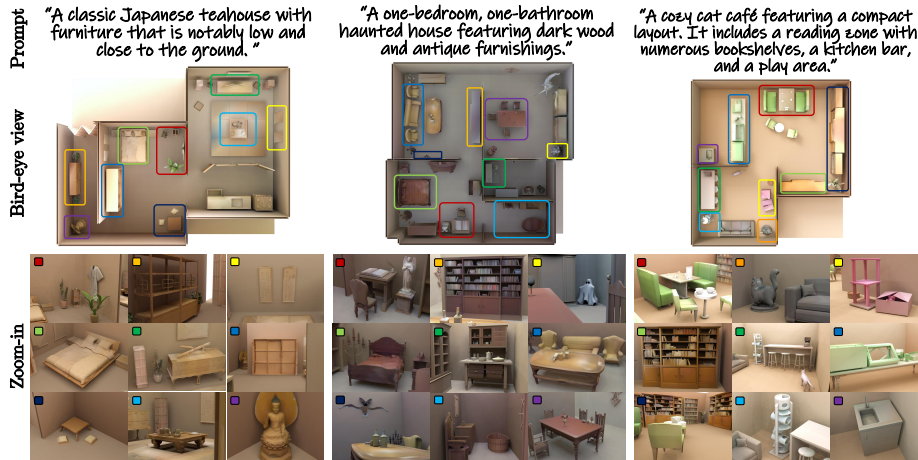 Prompt
"A classic Japanese teahouse with
furniture that is notably low and
close to the ground. "
"A one-bedroom, one-bathroom
haunted house featuring dark wood
and antique furnishings."
"A cozy cat café featuring a compact
layout. It includes a reading zone with
numerous bookshelves, a kitchen bar,
and a play area."
Bird-eye view
Zoom-in